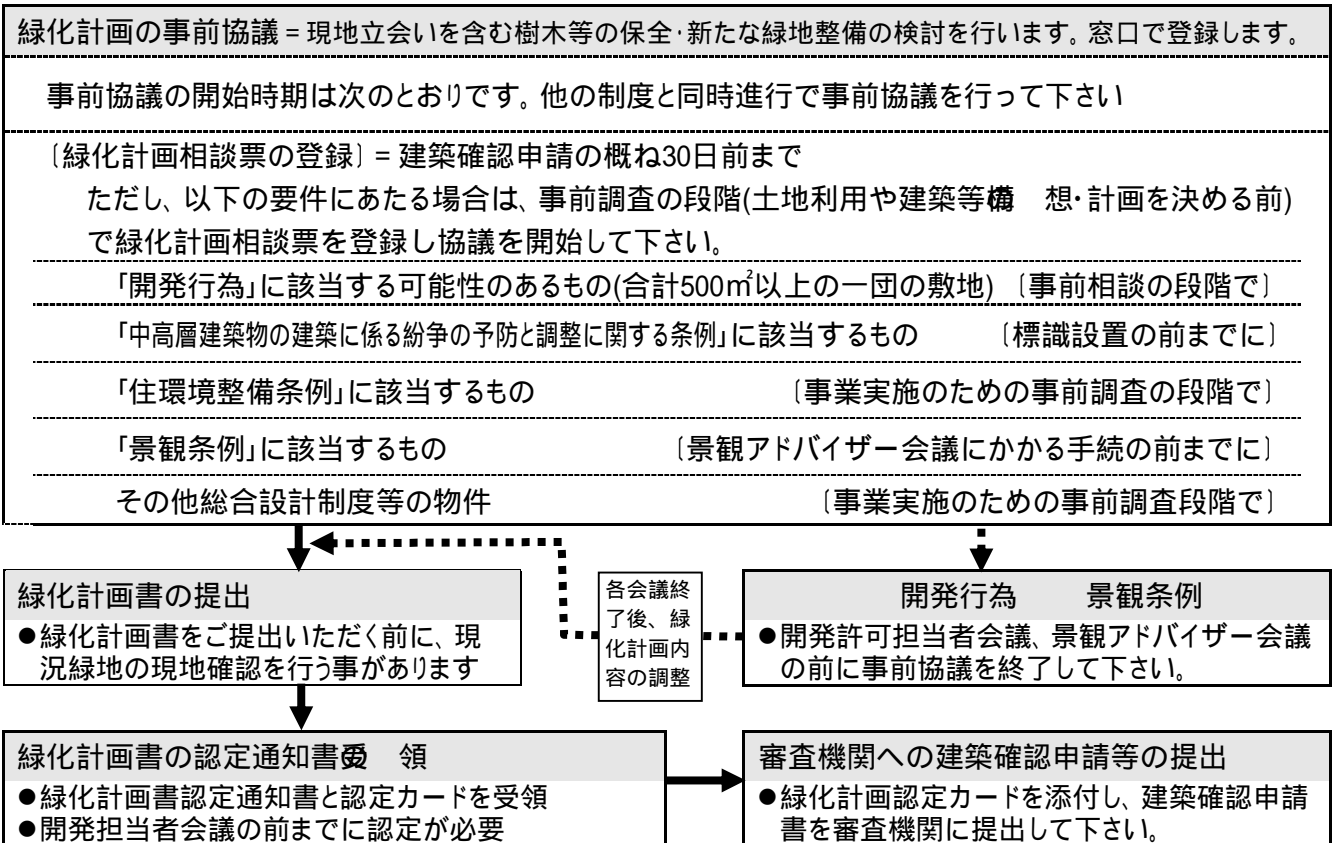 緑化計画の事前協議 = 現地立会いを含む樹木等の保全・新たな緑地整備の検討を行います。窓口で登録します。
事前協議の開始時期は次のとおりです。他の制度と同時進行で事前協議を行って下さい
〔緑化計画相談票の登録〕 = 建築確認申請の概ね30日前まで
ただし、以下の要件にあたる場合は、事前調査の段階(土地利用や建築等の構想・計画を決める前)
で緑化計画相談票を登録し協議を開始して下さい。
「開発行為」に該当する可能性のあるもの(合計500㎡以上の一団の敷地) 〔事前相談の段階で〕
「中高層建築物の建築に係る紛争の予防と調整に関する条例」に該当するもの 〔標識設置の前までに〕
「住環境整備条例」に該当するもの 〔事業実施のための事前調査の段階で〕
「景観条例」に該当するもの 〔景観アドバイザー会議にかかる手続の前までに〕
その他総合設計制度等の物件 〔事業実施のための事前調査段階で〕
緑化計画書の提出
●緑化計画書をご提出いただく前に、現
況緑地の現地確認を行う事があります
各会議終
了後、緑
化計画内
容の調整
開発行為 景観条例
●開発許可担当者会議、景観アドバイザー会議
の前に事前協議を終了して下さい。
緑化計画書の認定通知書の受領
●緑化計画書認定通知書と認定カードを受領
●開発担当者会議の前までに認定が必要
審査機関への建築確認申請等の提出
●緑化計画認定カードを添付し、建築確認申請
書を審査機関に提出して下さい。